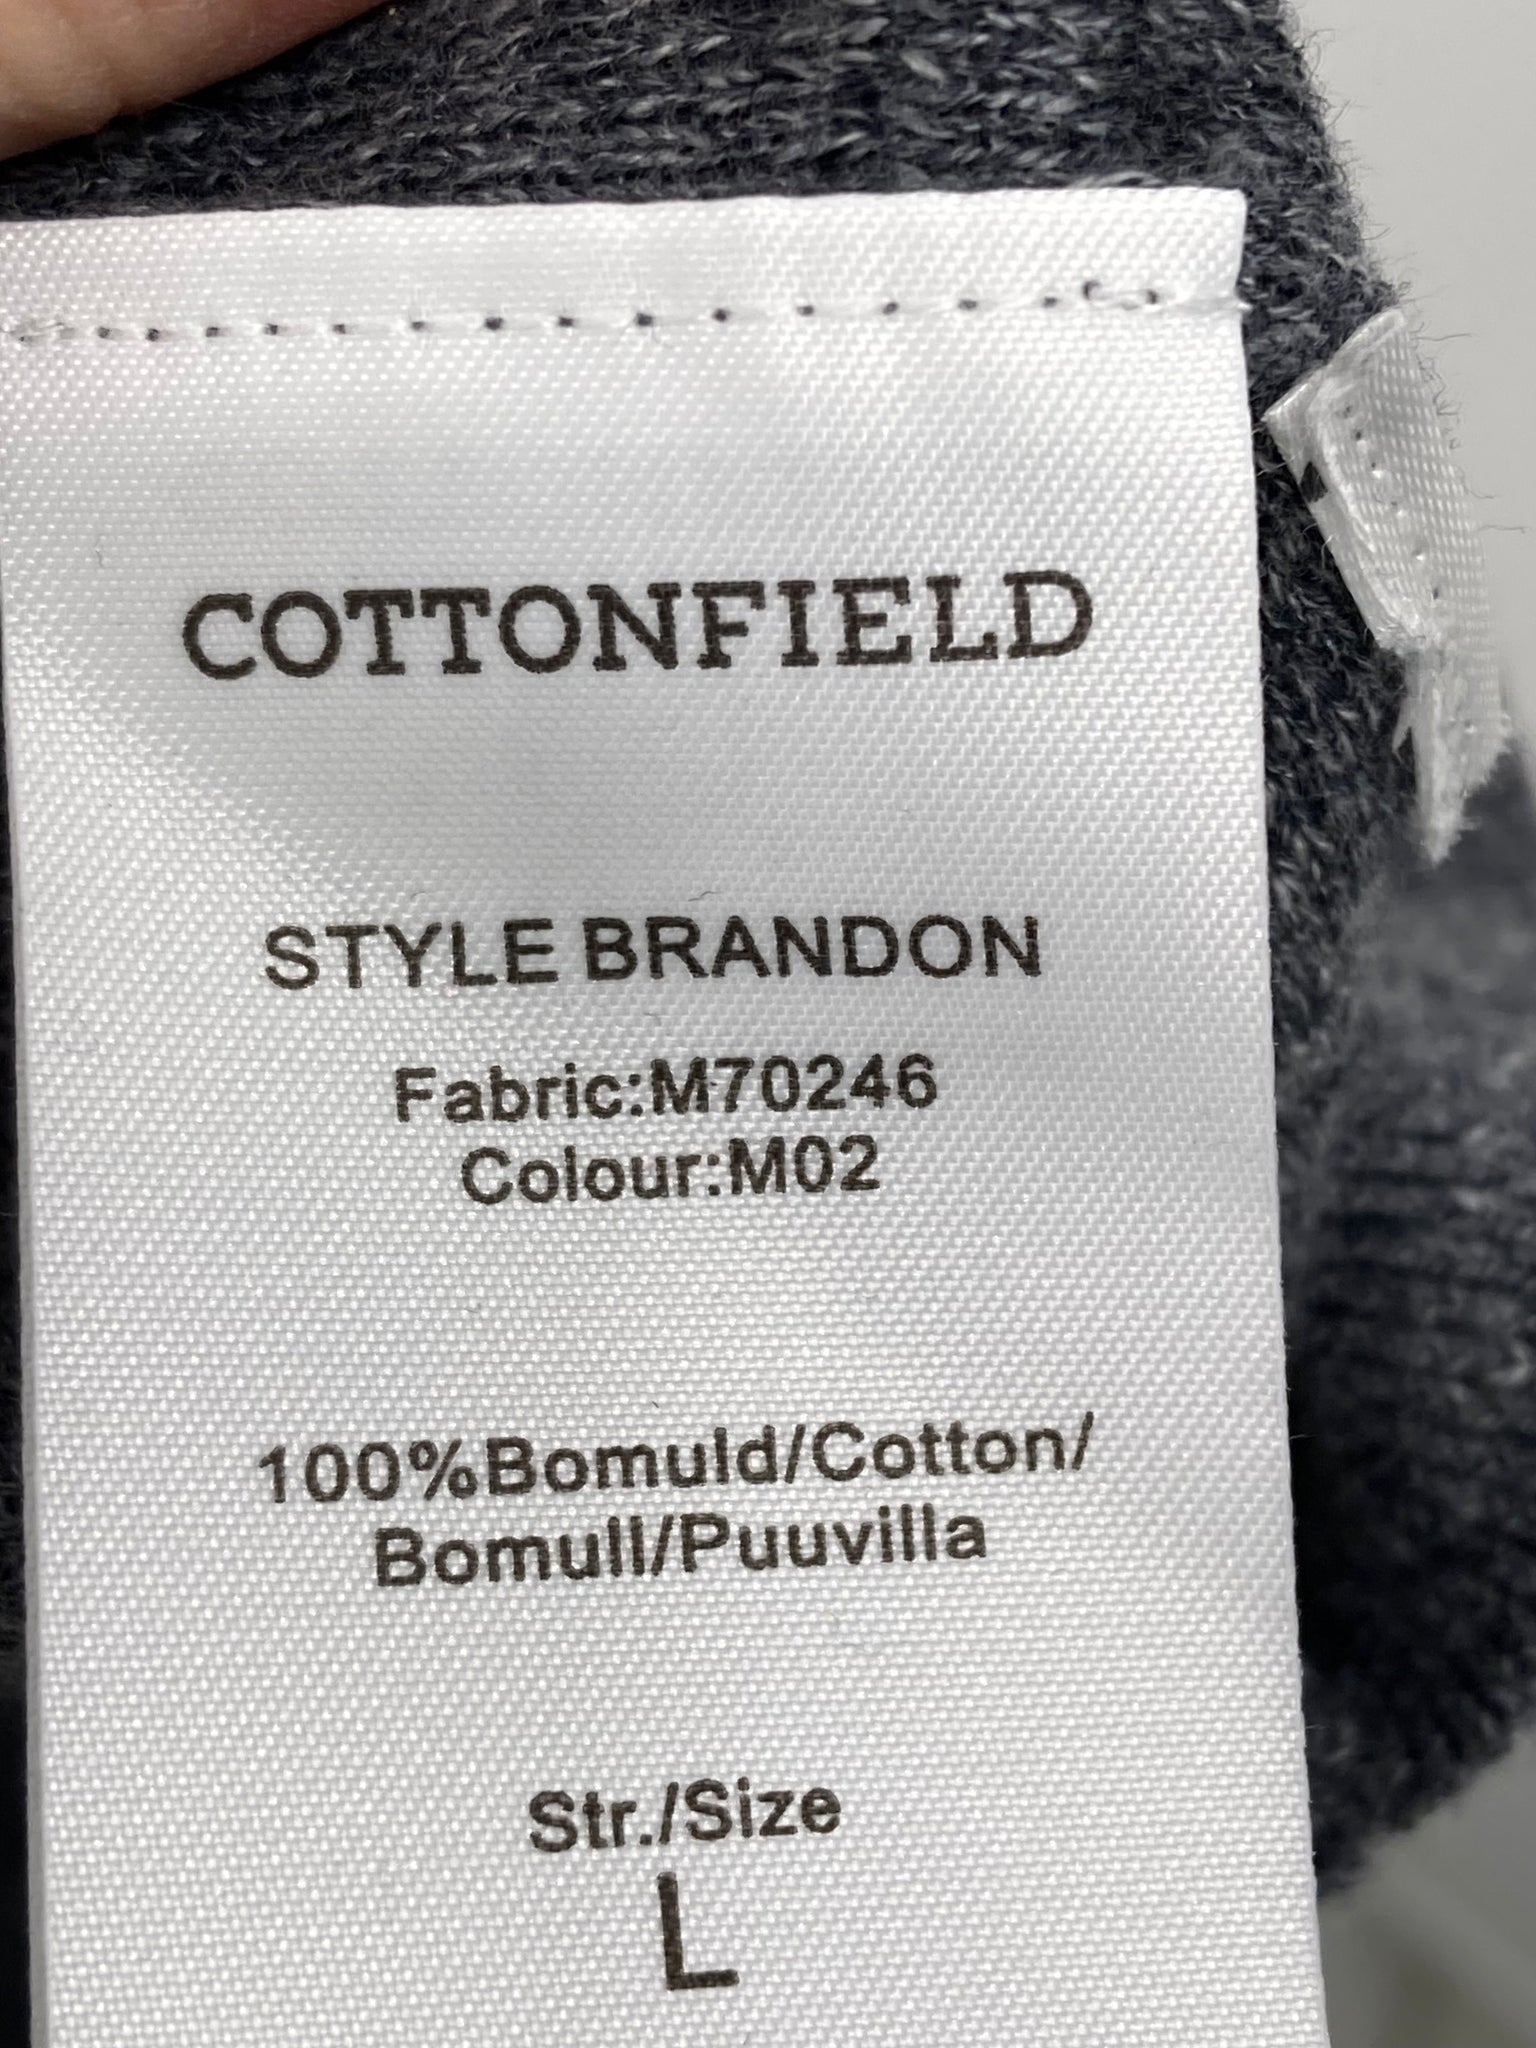 COTTONFIELD
STYLE BRANDON
Fabric:M70246
Colour:M02
100%Bomuld/Cotton/
Bomull/Puuvilla
Str./Size
L